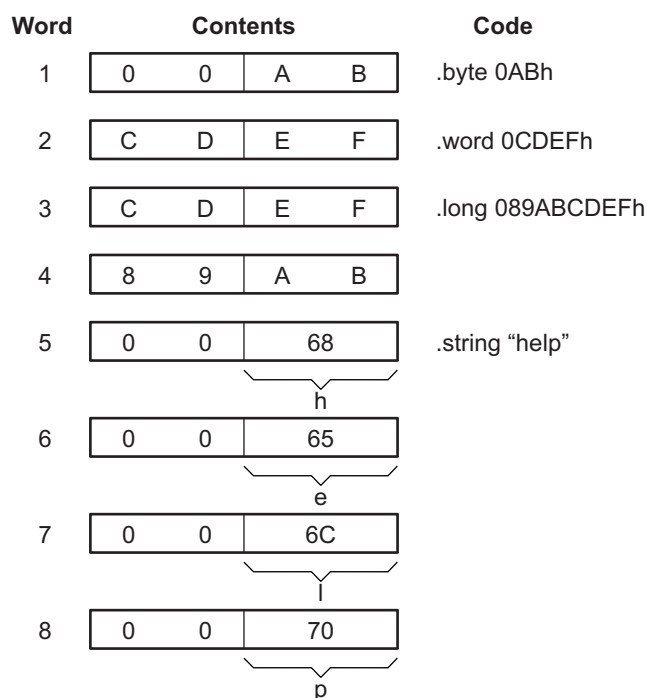 Word Contents Code
1 0 0 A B .byte 0ABh
2 C D E F .word 0CDEFh
3 C D E F .long 089ABCDEFh
4 8 9 A B
5 0 0 68 .string “help”
h
6 0 0 65
e
7 0 0 6C
l
8 0 0 70
p